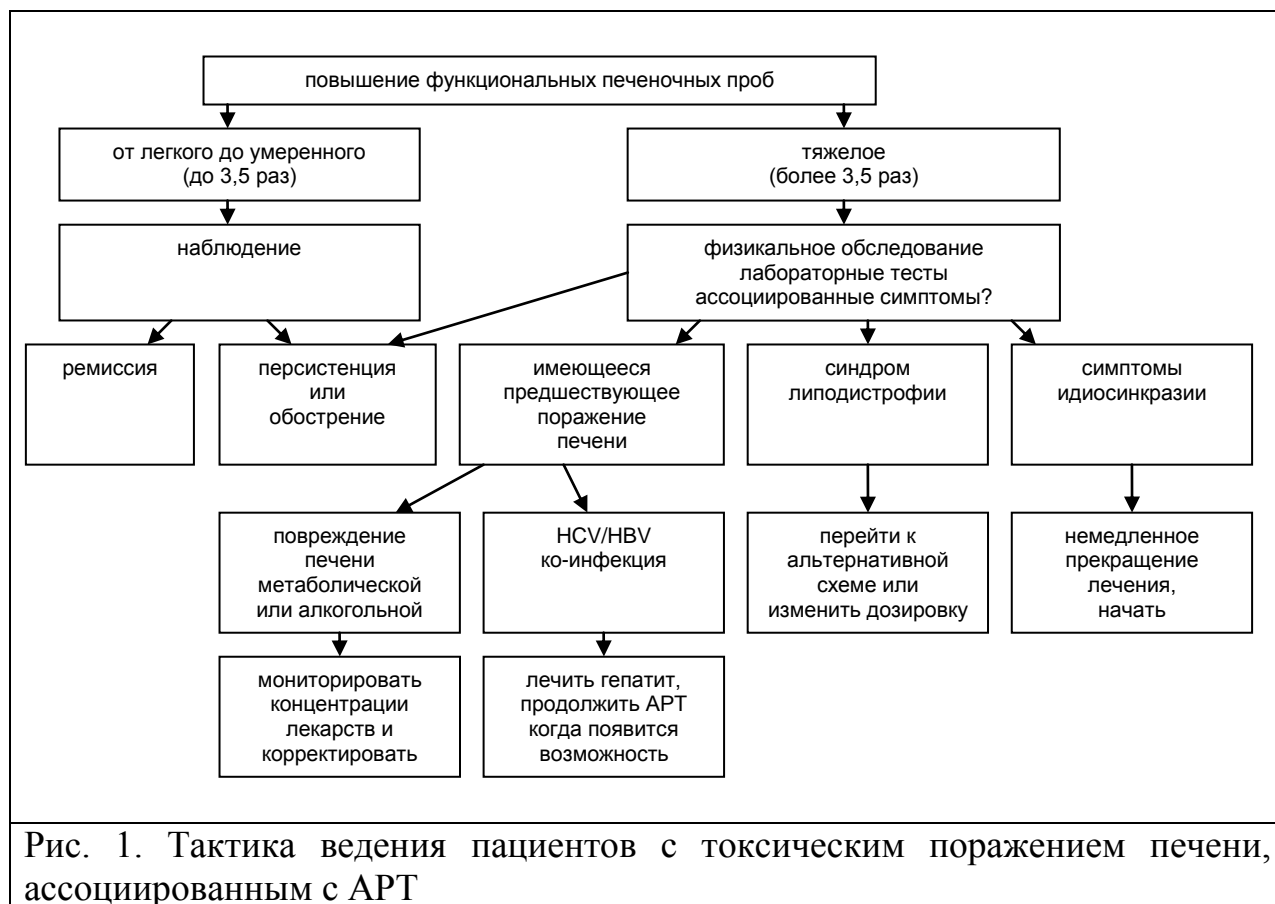 повышение функциональных печеночных проб
от легкого до умеренного
(до 3,5 раз)
тяжелое
(более 3,5 раз)
наблюдение
физикальное обследование
лабораторные тесты
ассоциированные симптомы?
ремиссия
персистенция
или
обострение
имеющееся
предшествующее
поражение
печени
синдром
липодистрофии
симптомы
идиосинкразии
повреждение
печени
метаболической
или алкогольной
HCV/HBV
ко-инфекция
перейти к
альтернативной
схеме или
изменить дозировку
немедленное
прекращение
лечения,
начать
мониторировать
концентрации
лекарств и
корректировать
лечить гепатит,
продолжить АРТ
когда появится
возможность
Рис. 1. Тактика ведения пациентов с токсическим поражением печени,
ассоциированным с АРТ